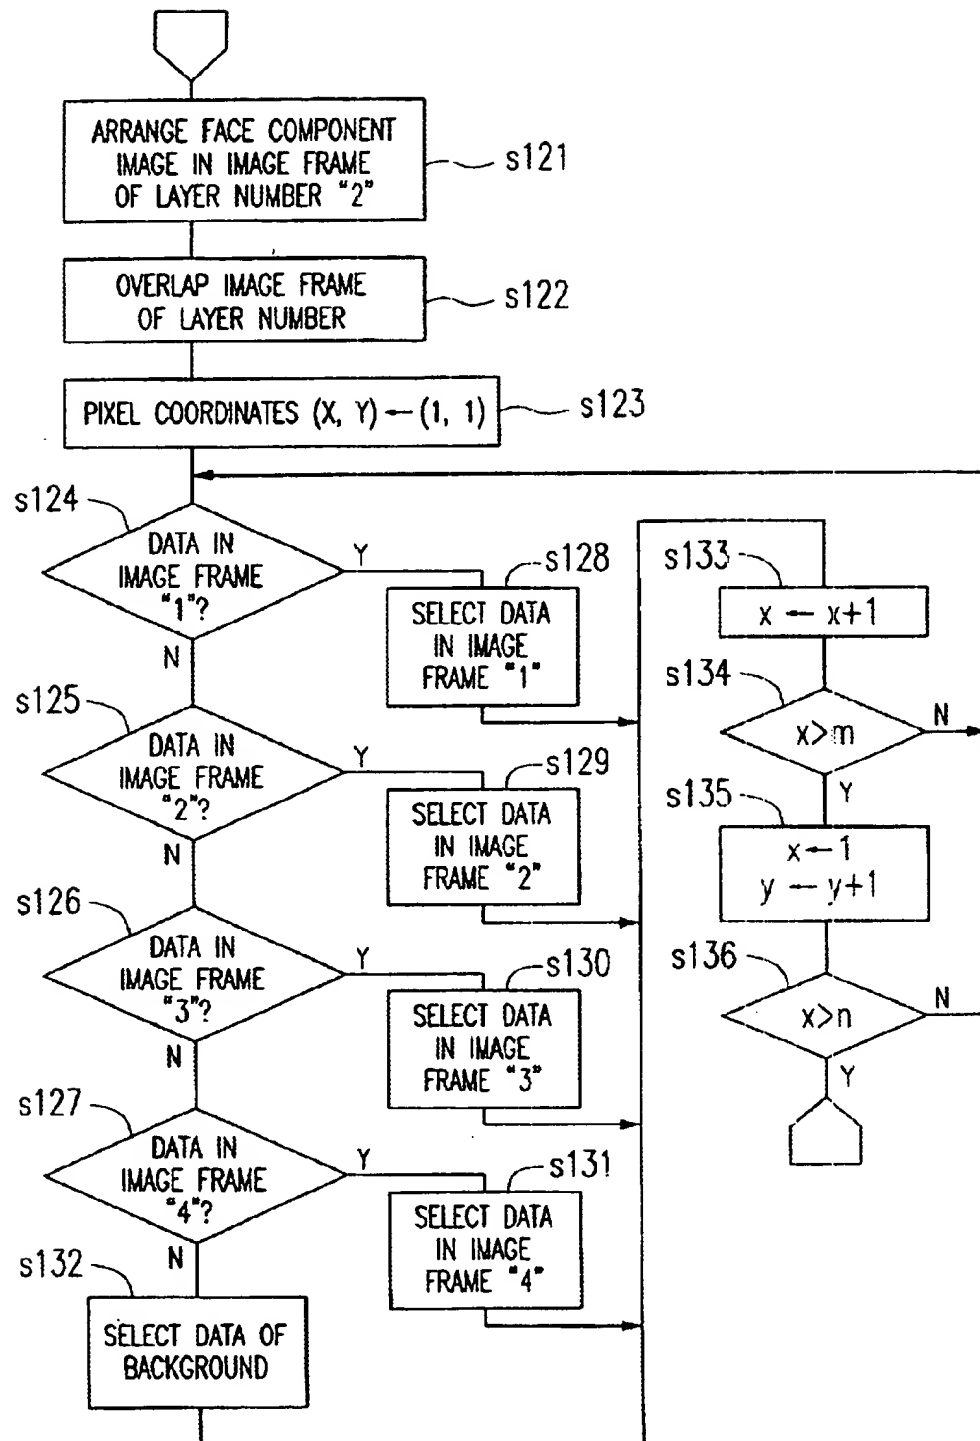 ARRANGE FACE COMPONENT
IMAGE IN IMAGE FRAME
OF LAYER NUMBER "2"
s121
OVERLAP IMAGE FRAME
OF LAYER NUMBER
s122
PIXEL COORDINATES (X, Y) ← (1, 1)
s123
s124
DATA IN
IMAGE FRAME
"1"?
Y
N
s128
SELECT DATA
IN IMAGE
FRAME "1"
s125
DATA IN
IMAGE FRAME
"2"?
Y
N
s129
SELECT DATA
IN IMAGE
FRAME "2"
s126
DATA IN
IMAGE FRAME
"3"?
Y
N
s130
SELECT DATA
IN IMAGE
FRAME "3"
s127
DATA IN
IMAGE FRAME
"4"?
Y
N
s131
SELECT DATA
IN IMAGE
FRAME "4"
s132
SELECT DATA OF
BACKGROUND
s133
x ← x+1
s134
x>m
N
Y
s135
x←1
y ← y+1
s136
x>n
N
Y